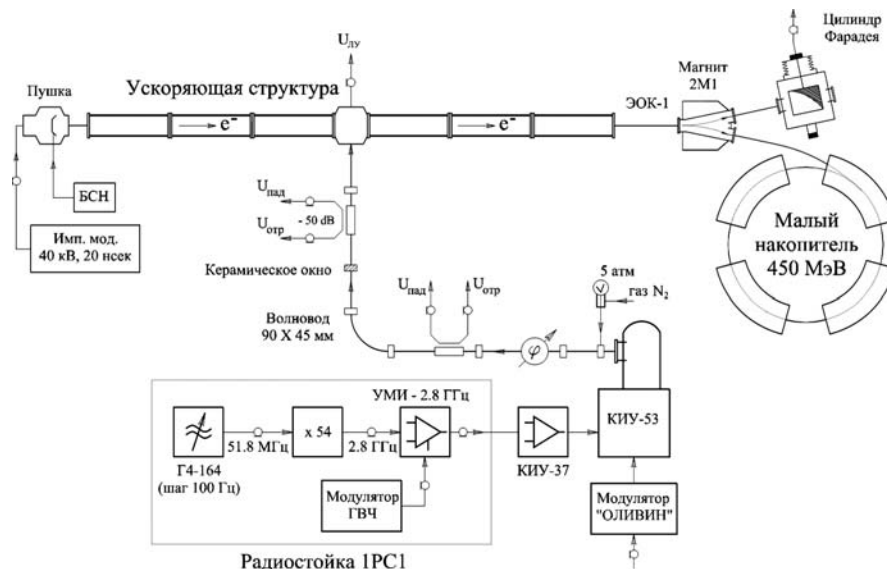 U_ЛУ
Цилиндр
Фарадея
Пушка
Ускоряющая структура
Магнит
2М1
ЭОК-1
e⁻
e⁻
БСН
Имп. мод.
40 кВ, 20 нсек
U_пад
U_отр
- 50 dB
Керамическое окно
Волновод
90 X 45 мм
U_пад
U_отр
5 атм
газ N₂
V
Малый
накопитель
450 МэВ
φ
УМИ - 2.8 ГГц
КИУ-53
x 54
51.8 МГц
2.8 ГГц
Г4-164
(шаг 100 Гц)
КИУ-37
Модулятор
ГВЧ
Модулятор
"ОЛИВИН"
Радиостойка 1РС1